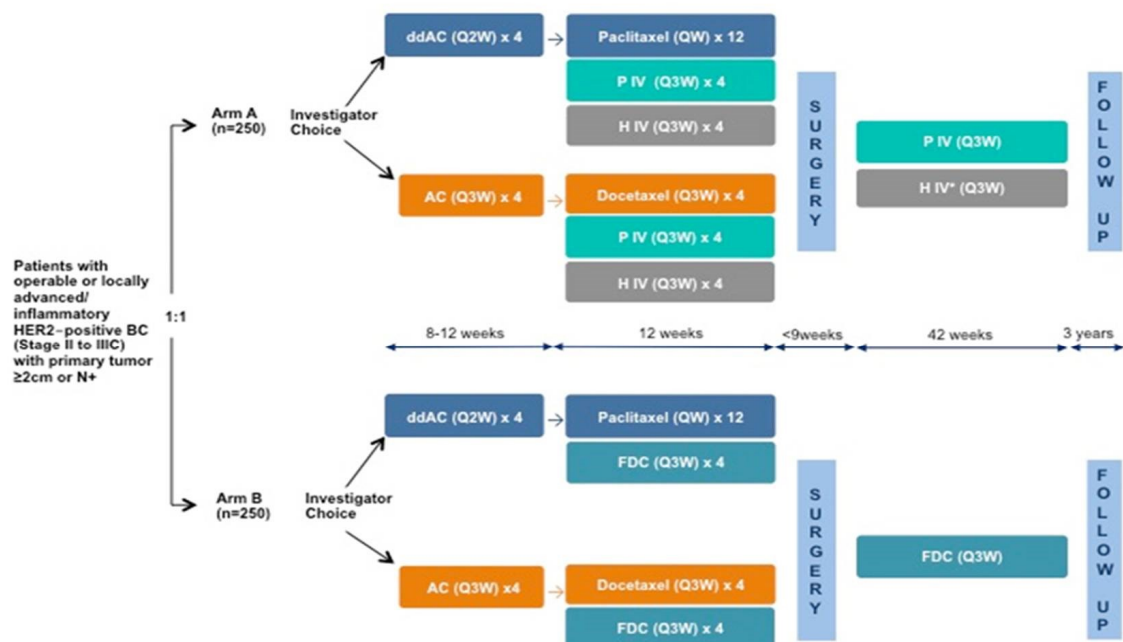 ddAC (Q2W) x 4
Paclitaxel (QW) x 12
P IV (Q3W) x 4
H IV (Q3W) x 4
Arm A
(n=250)
Investigator
Choice
AC (Q3W) x 4
Docetaxel (Q3W) x 4
P IV (Q3W) x 4
H IV (Q3W) x 4
SURGERY
P IV (Q3W)
H IV* (Q3W)
FOLLOW UP
Patients with
operable or locally
advanced/
inflammatory
HER2-positive BC
(Stage II to IIIC)
with primary tumor
≥2cm or N+
1:1
8-12 weeks
12 weeks
<9weeks
42 weeks
3 years
ddAC (Q2W) x 4
Paclitaxel (QW) x 12
FDC (Q3W) x 4
Arm B
(n=250)
Investigator
Choice
AC (Q3W) x4
Docetaxel (Q3W) x 4
FDC (Q3W) x 4
SURGERY
FDC (Q3W)
FOLLOW UP